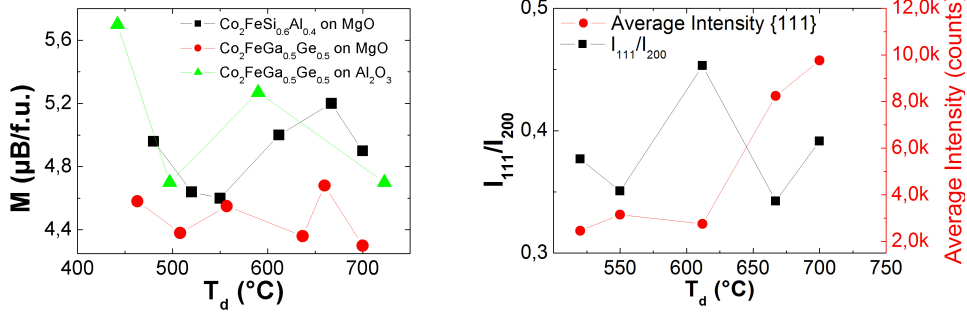 5,6
5,2
4,8
4,4
400 500 600 700
M (µB/f.u.)
T_d (°C)
Co₂FeSi₀.₆Al₀.₄ on MgO
Co₂FeGa₀.₅Ge₀.₅ on MgO
Co₂FeGa₀.₅Ge₀.₅ on Al₂O₃
0,5
0,4
0,3
550 600 650 700 750
I₁₁₁/I₂₀₀
T_d (°C)
Average Intensity {111}
I₁₁₁/I₂₀₀
12,0k
10,0k
8,0k
6,0k
4,0k
2,0k
Average Intensity (counts)